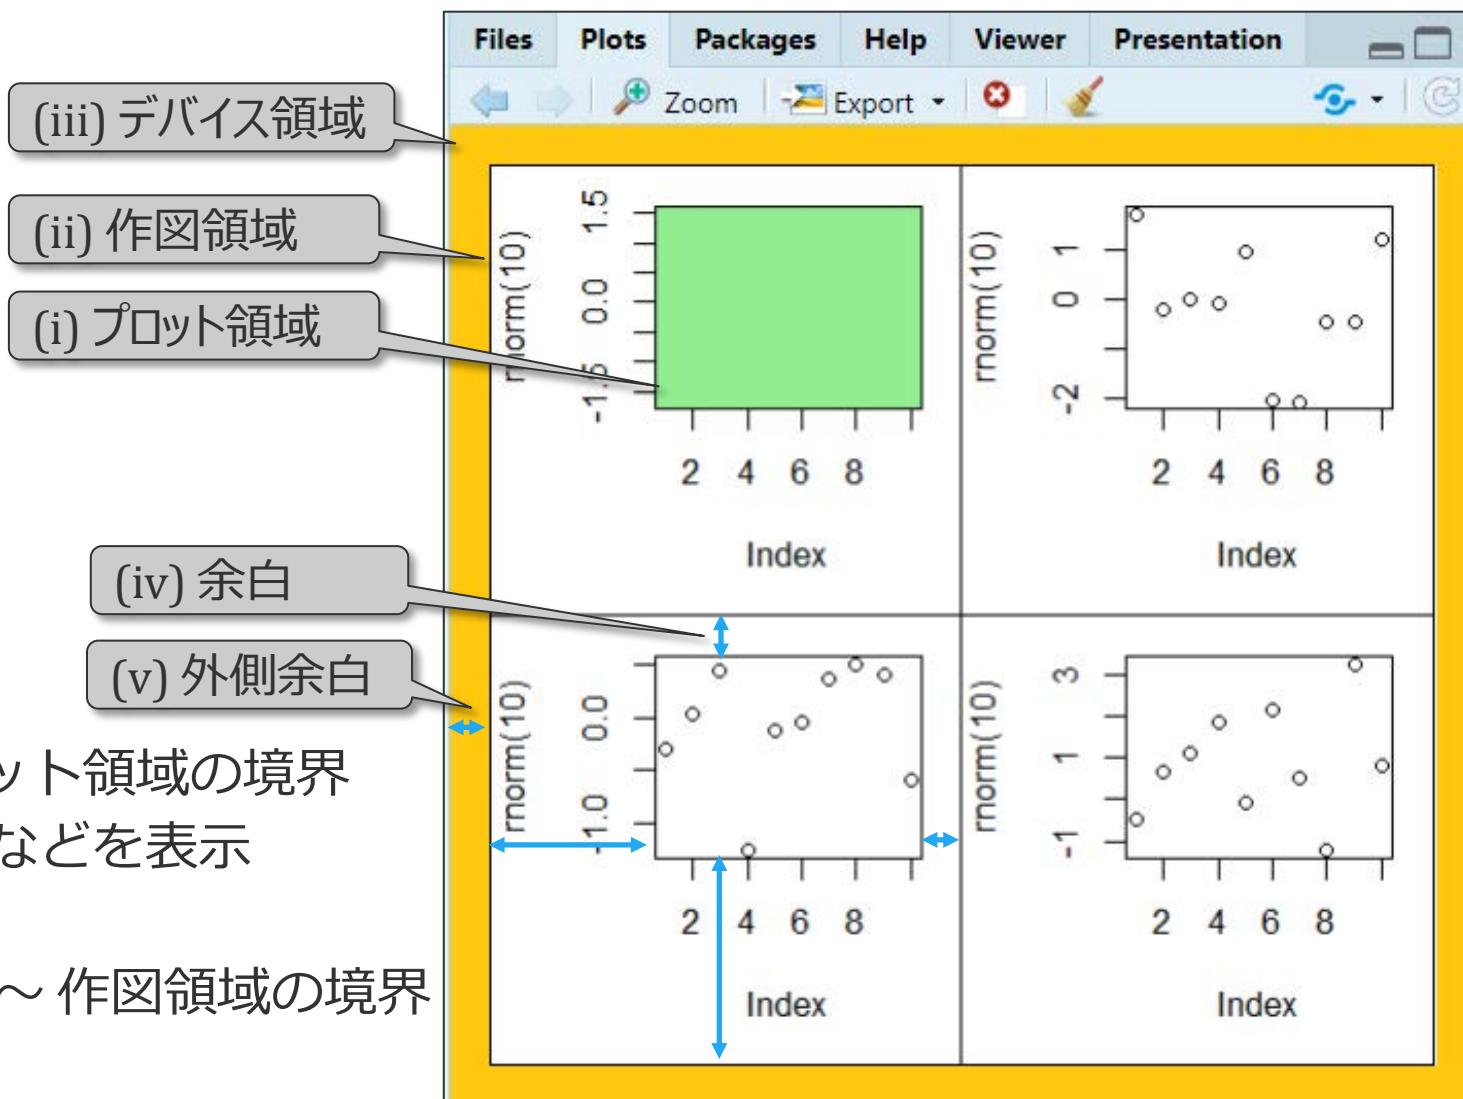 Files Plots Packages Help Viewer Presentation
Zoom Export
(iii) デバイス領域
(ii) 作図領域
(i) プロット領域
rnorm(10)
-1.5 0.0 1.5
2 4 6 8
Index
rnorm(10)
-2 0 1
2 4 6 8
Index
(iv) 余白
(v) 外側余白
ット領域の境界
などを表示
～ 作図領域の境界
rnorm(10)
-1.0 0.0
2 4 6 8
Index
rnorm(10)
-1 1 3
2 4 6 8
Index